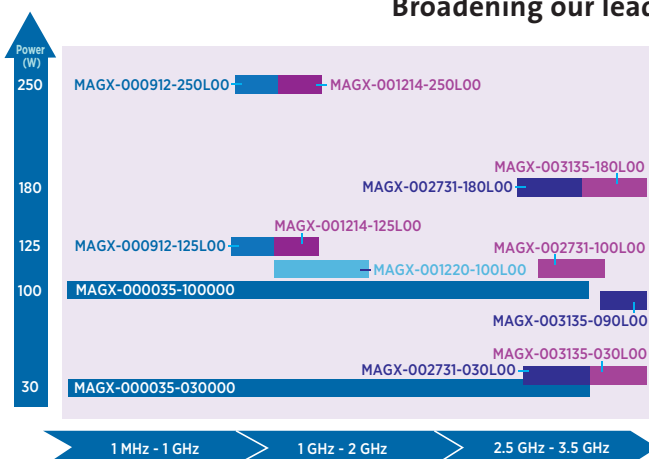 Broadening our lead
Power
(W)
250
MAGX-000912-250L00
MAGX-001214-250L00
MAGX-003135-180L00
180
MAGX-002731-180L00
MAGX-001214-125L00
125
MAGX-000912-125L00
MAGX-002731-100L00
MAGX-001220-100L00
100
MAGX-000035-100000
MAGX-003135-090L00
MAGX-003135-030L00
MAGX-002731-030L00
30
MAGX-000035-030000
1 MHz - 1 GHz
1 GHz - 2 GHz
2.5 GHz - 3.5 GHz